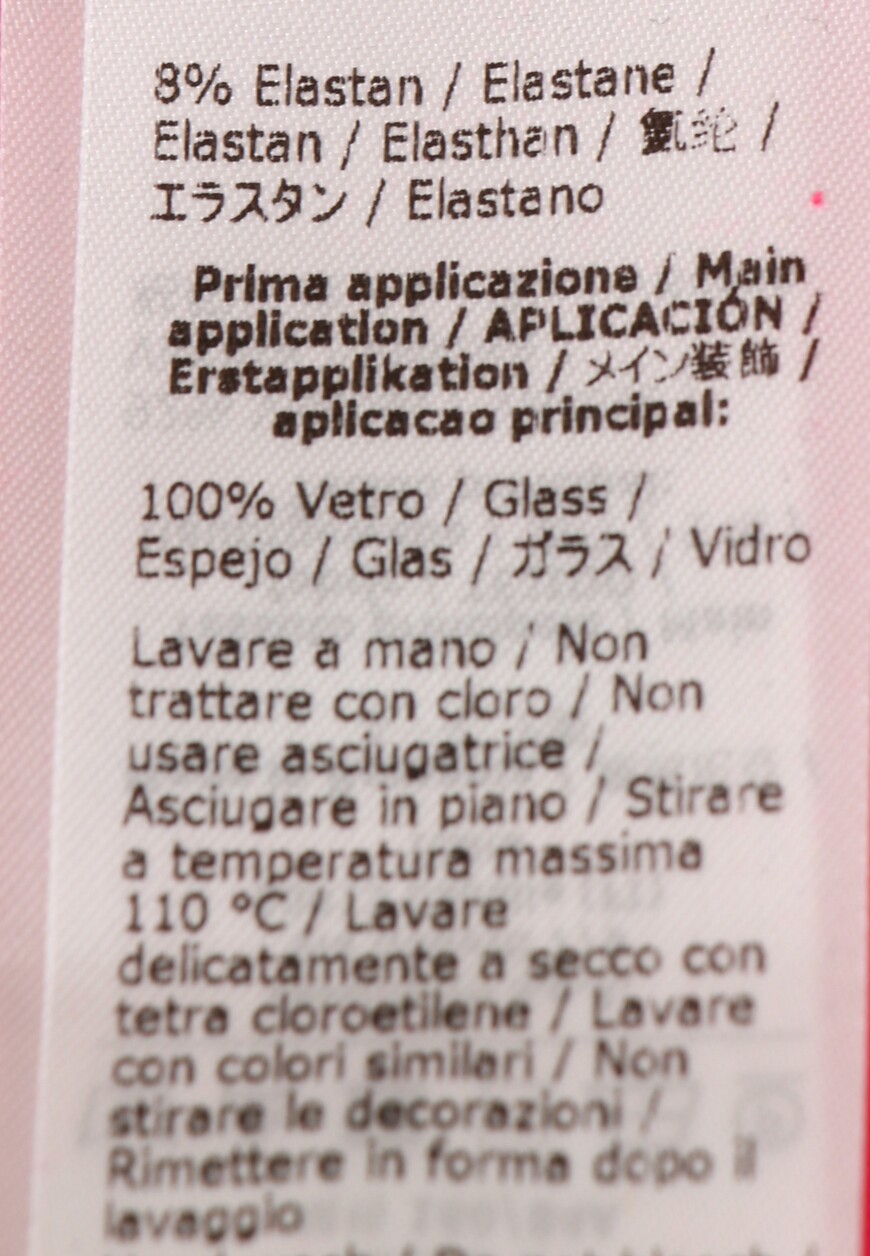 8% Elastan / Elastane /
Elastan / Elasthan / 氨纶 /
エラスタン / Elastano
Prima applicazione / Main
application / APLICACIÓN /
Erstapplikation / メイン装飾 /
aplicacao principal:
100% Vetro / Glass /
Espejo / Glas / ガラス / Vidro
Lavare a mano / Non
trattare con cloro / Non
usare asciugatrice /
Asciugare in piano / Stirare
a temperatura massima
110 °C / Lavare
delicatamente a secco con
tetra cloroetilene / Lavare
con colori similari / Non
stirare le decorazioni /
Rimettere in forma dopo il
lavaggio